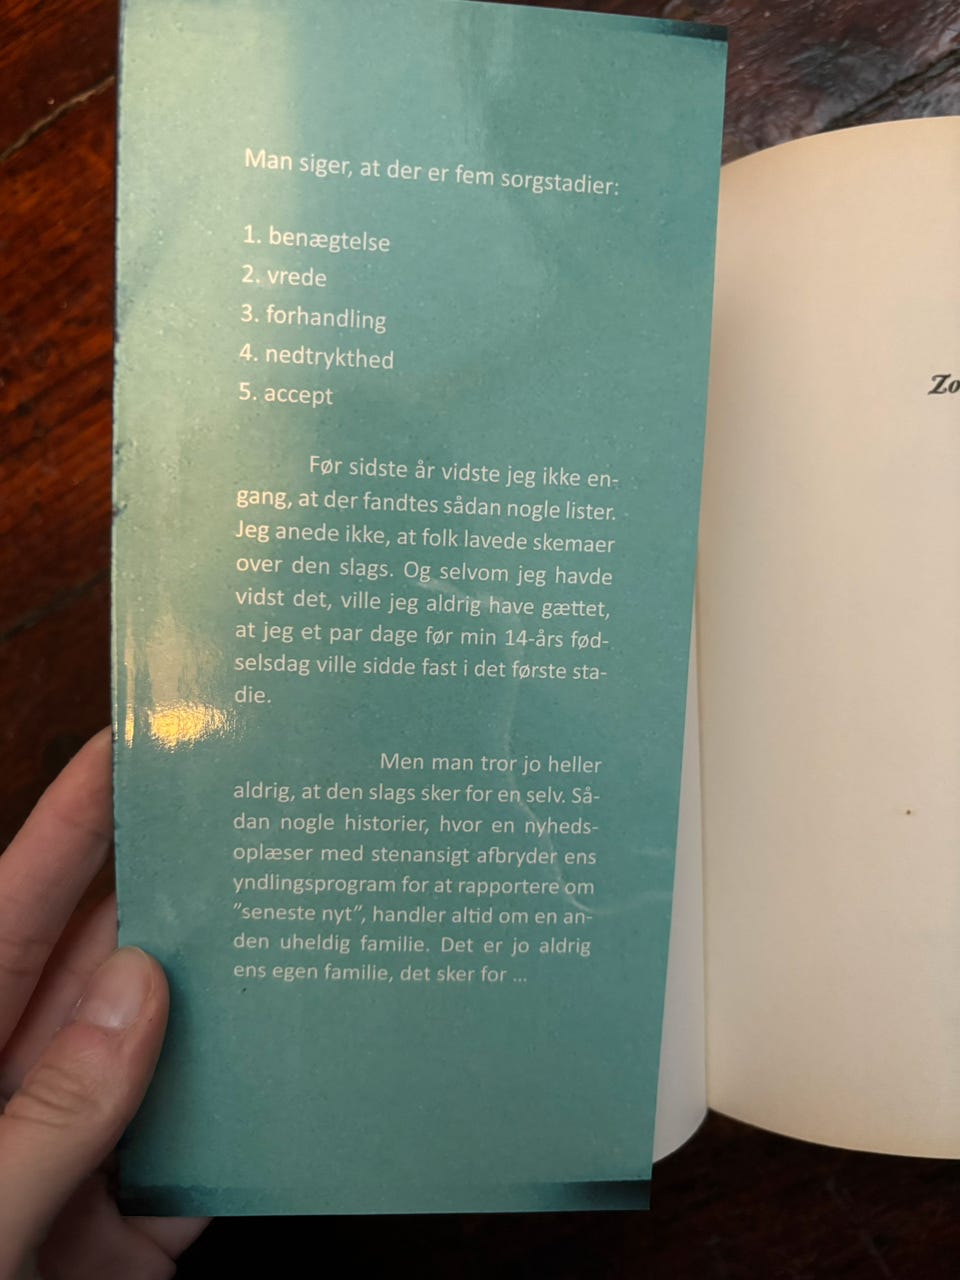 Man siger, at der er fem sorgstadier:
1. benægtelse
2. vrede
3. forhandling
4. nedtrykthed
5. accept
Før sidste år vidste jeg ikke en-
gang, at der fandtes sådan nogle lister.
Jeg anede ikke, at folk lavede skemaer
over den slags. Og selvom jeg havde
vidst det, ville jeg aldrig have gættet,
at jeg et par dage før min 14-års fød-
selsdag ville sidde fast i det første sta-
die.
Men man tror jo heller
aldrig, at den slags sker for en selv. Så-
dan nogle historier, hvor en nyheds-
oplæser med stenansigt afbryder ens
yndlingsprogram for at rapportere om
”seneste nyt”, handler altid om en an-
den uheldig familie. Det er jo aldrig
ens egen familie, det sker for ...
Zo